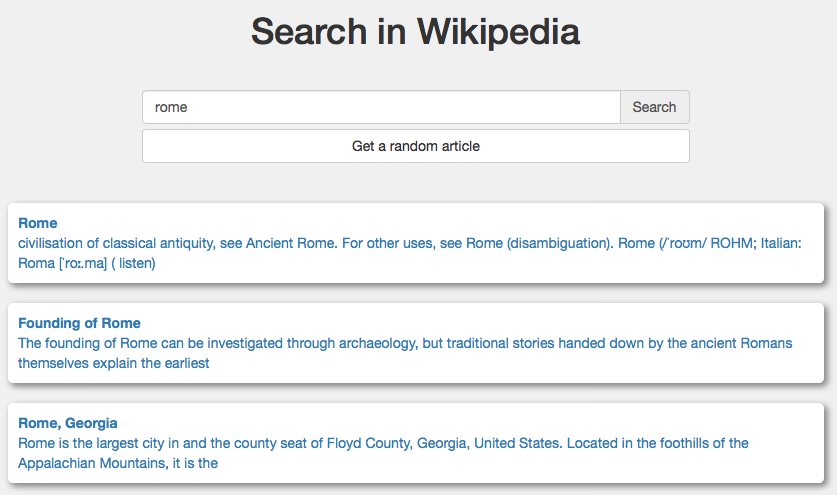 Search in Wikipedia
rome
Search
Get a random article
Rome
civilisation of classical antiquity, see Ancient Rome. For other uses, see Rome (disambiguation). Rome (/ˈroʊm/ ROHM; Italian:
Roma [ˈroː.ma] ( listen)
Founding of Rome
The founding of Rome can be investigated through archaeology, but traditional stories handed down by the ancient Romans
themselves explain the earliest
Rome, Georgia
Rome is the largest city in and the county seat of Floyd County, Georgia, United States. Located in the foothills of the
Appalachian Mountains, it is the